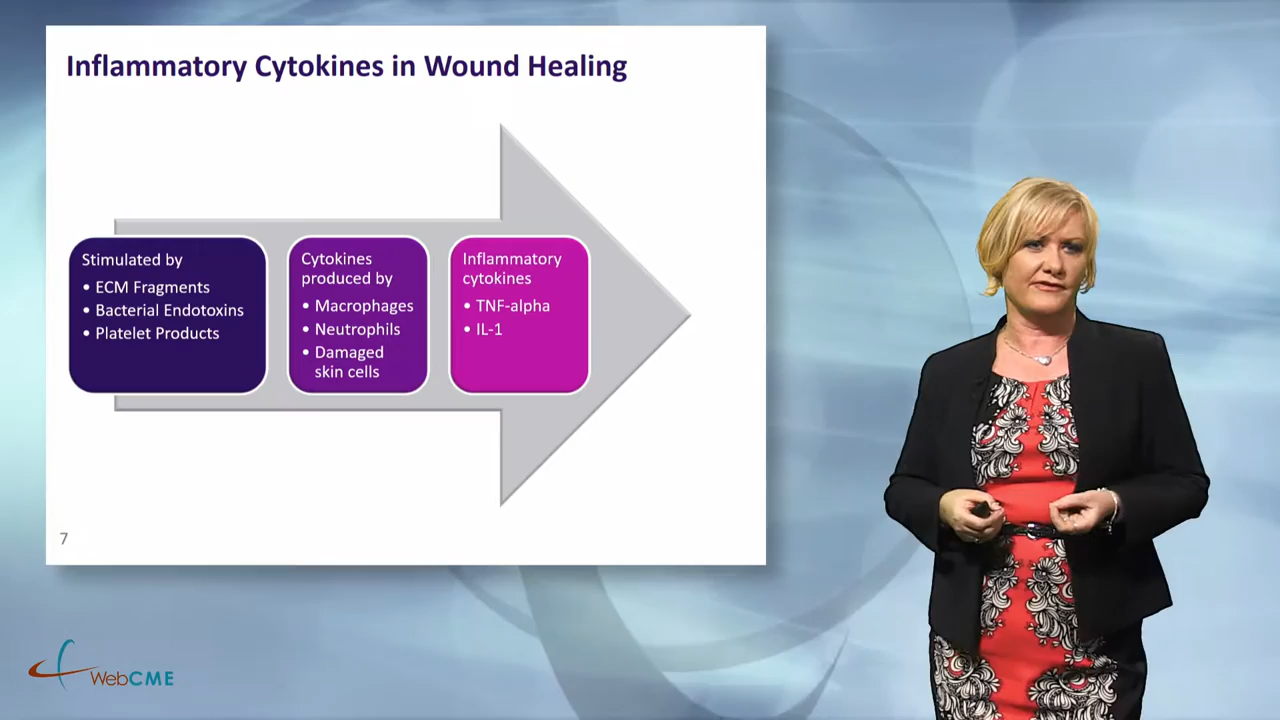 Inflammatory Cytokines in Wound Healing
Stimulated by
• ECM Fragments
• Bacterial Endotoxins
• Platelet Products
Cytokines
produced by
• Macrophages
• Neutrophils
• Damaged
skin cells
Inflammatory
cytokines
• TNF-alpha
• IL-1
7
WebCME